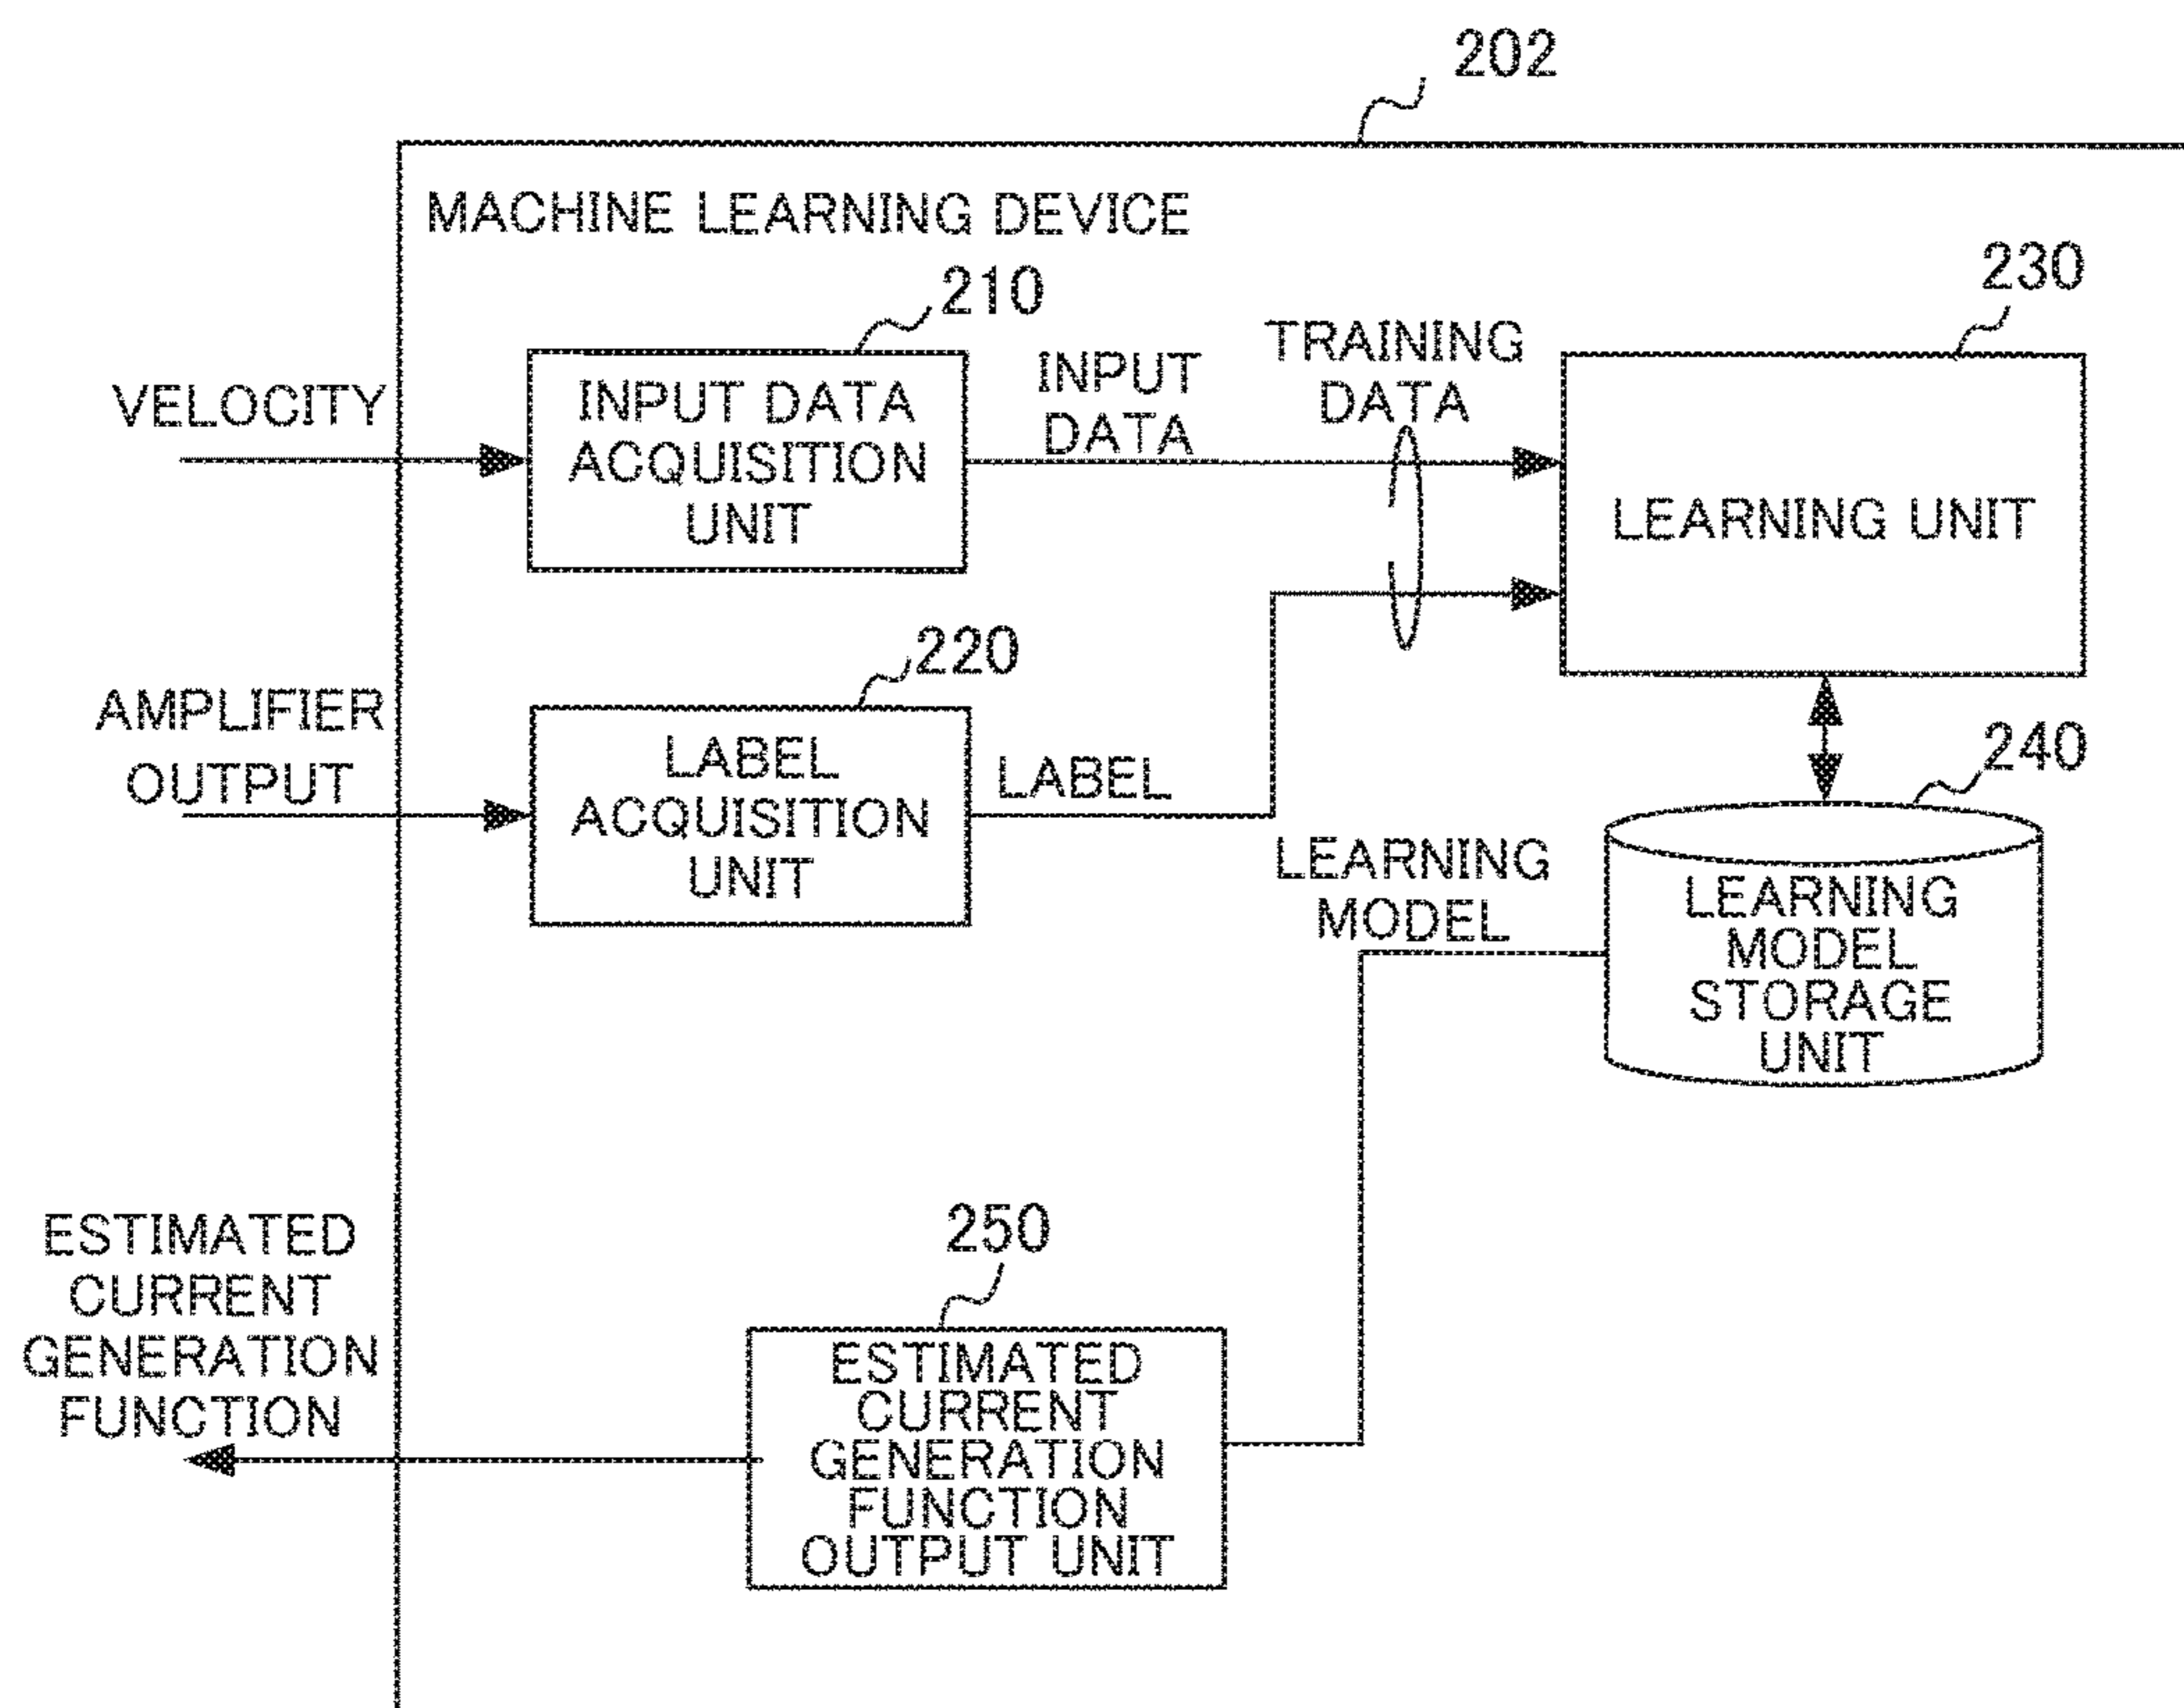 202
MACHINE LEARNING DEVICE
210
230
VELOCITY
INPUT DATA
ACQUISITION
UNIT
INPUT
DATA
TRAINING
DATA
LEARNING UNIT
220
AMPLIFIER
OUTPUT
LABEL
ACQUISITION
UNIT
LABEL
240
LEARNING
MODEL
LEARNING
MODEL
STORAGE
UNIT
250
ESTIMATED
CURRENT
GENERATION
FUNCTION
ESTIMATED
CURRENT
GENERATION
FUNCTION
OUTPUT UNIT